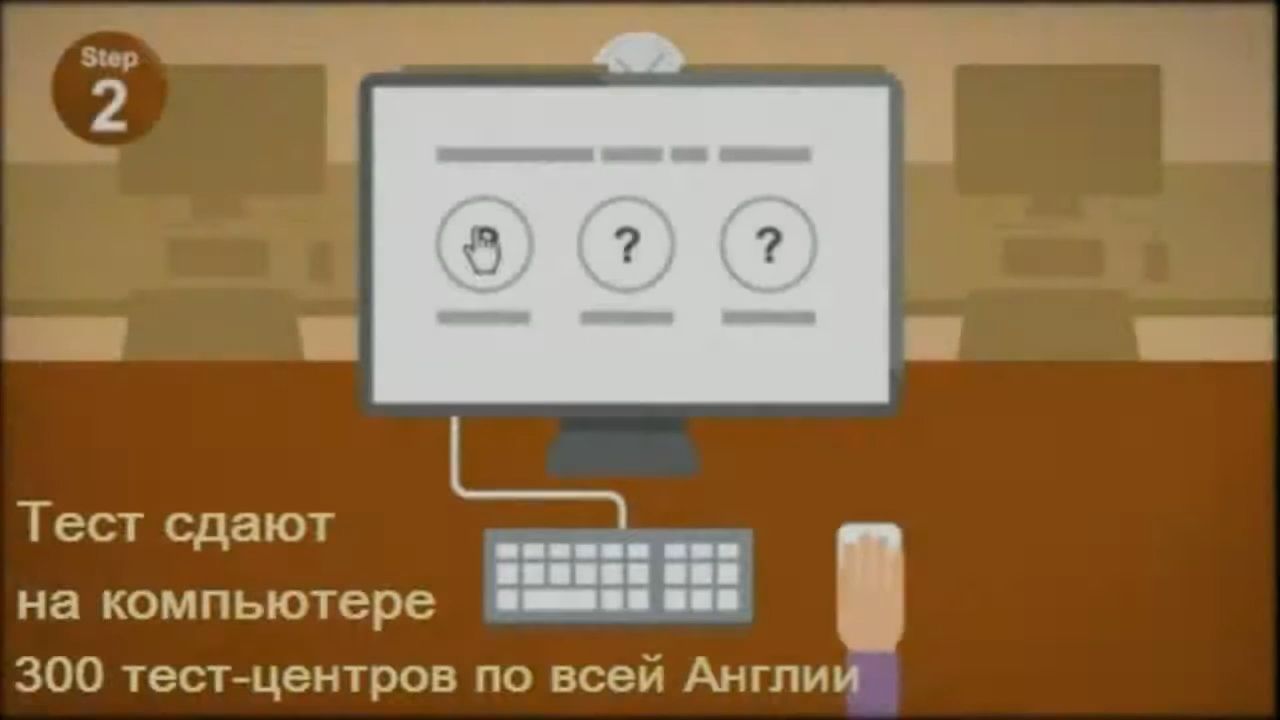 Step
2
?
?
Тест сдают
на компьютере
300 тест-центров по всей Англии